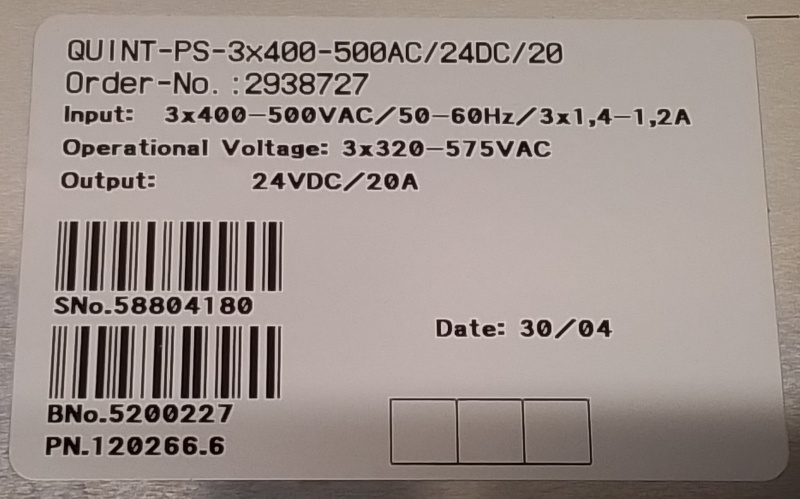 QUINT-PS-3x400-500AC/24DC/20
Order-No.:2938727
Input: 3x400-500VAC/50-60Hz/3x1,4-1,2A
Operational Voltage: 3x320-575VAC
Output: 24VDC/20A
SNo.58804180
Date: 30/04
BNo.5200227
PN.120266.6